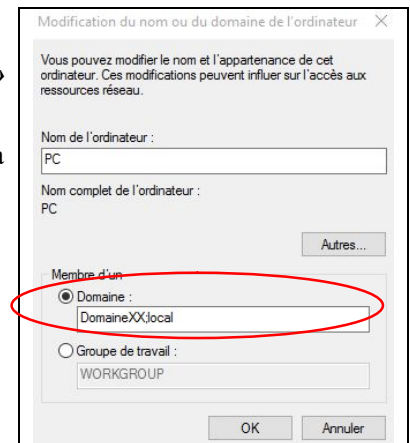 Modification du nom ou du domaine de l'ordinateur
Vous pouvez modifier le nom et l'appartenance de cet
ordinateur. Ces modifications peuvent influer sur l'accès aux
ressources réseau.
Nom de l'ordinateur :
PC
Nom complet de l'ordinateur :
PC
Autres...
Membre d'un
Domaine :
DomaineXX;local
Groupe de travail :
WORKGROUP
OK Annuler